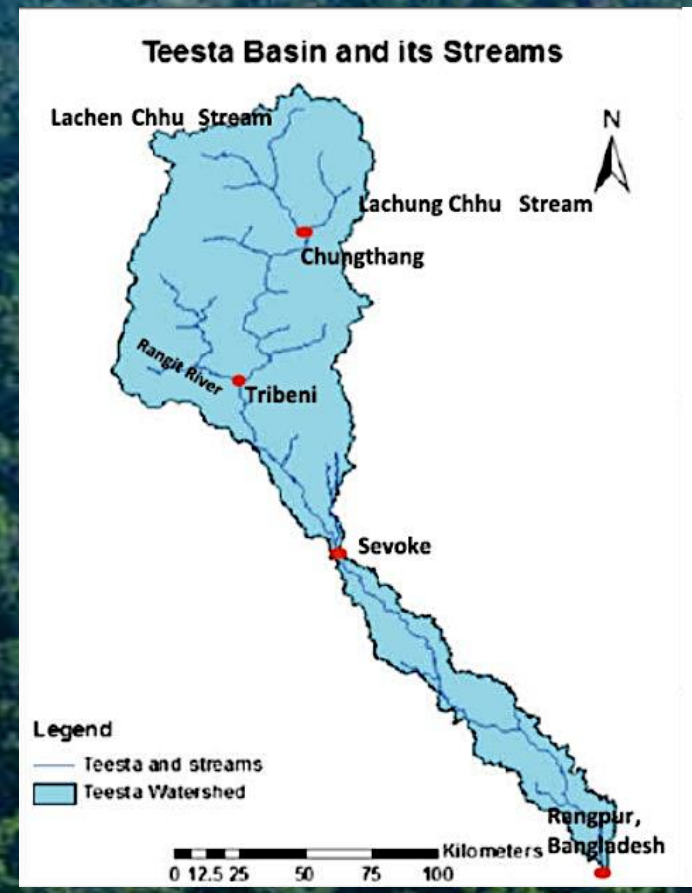 Teesta Basin and its Streams
Lachen Chhu Stream
N
Lachung Chhu Stream
Chungthang
Rangit River
Tribeni
Sevoke
Legend
Teesta and streams
Teesta Watershed
Rangpur,
Bangladesh
Kilometers
0 12.5 25 50 75 100